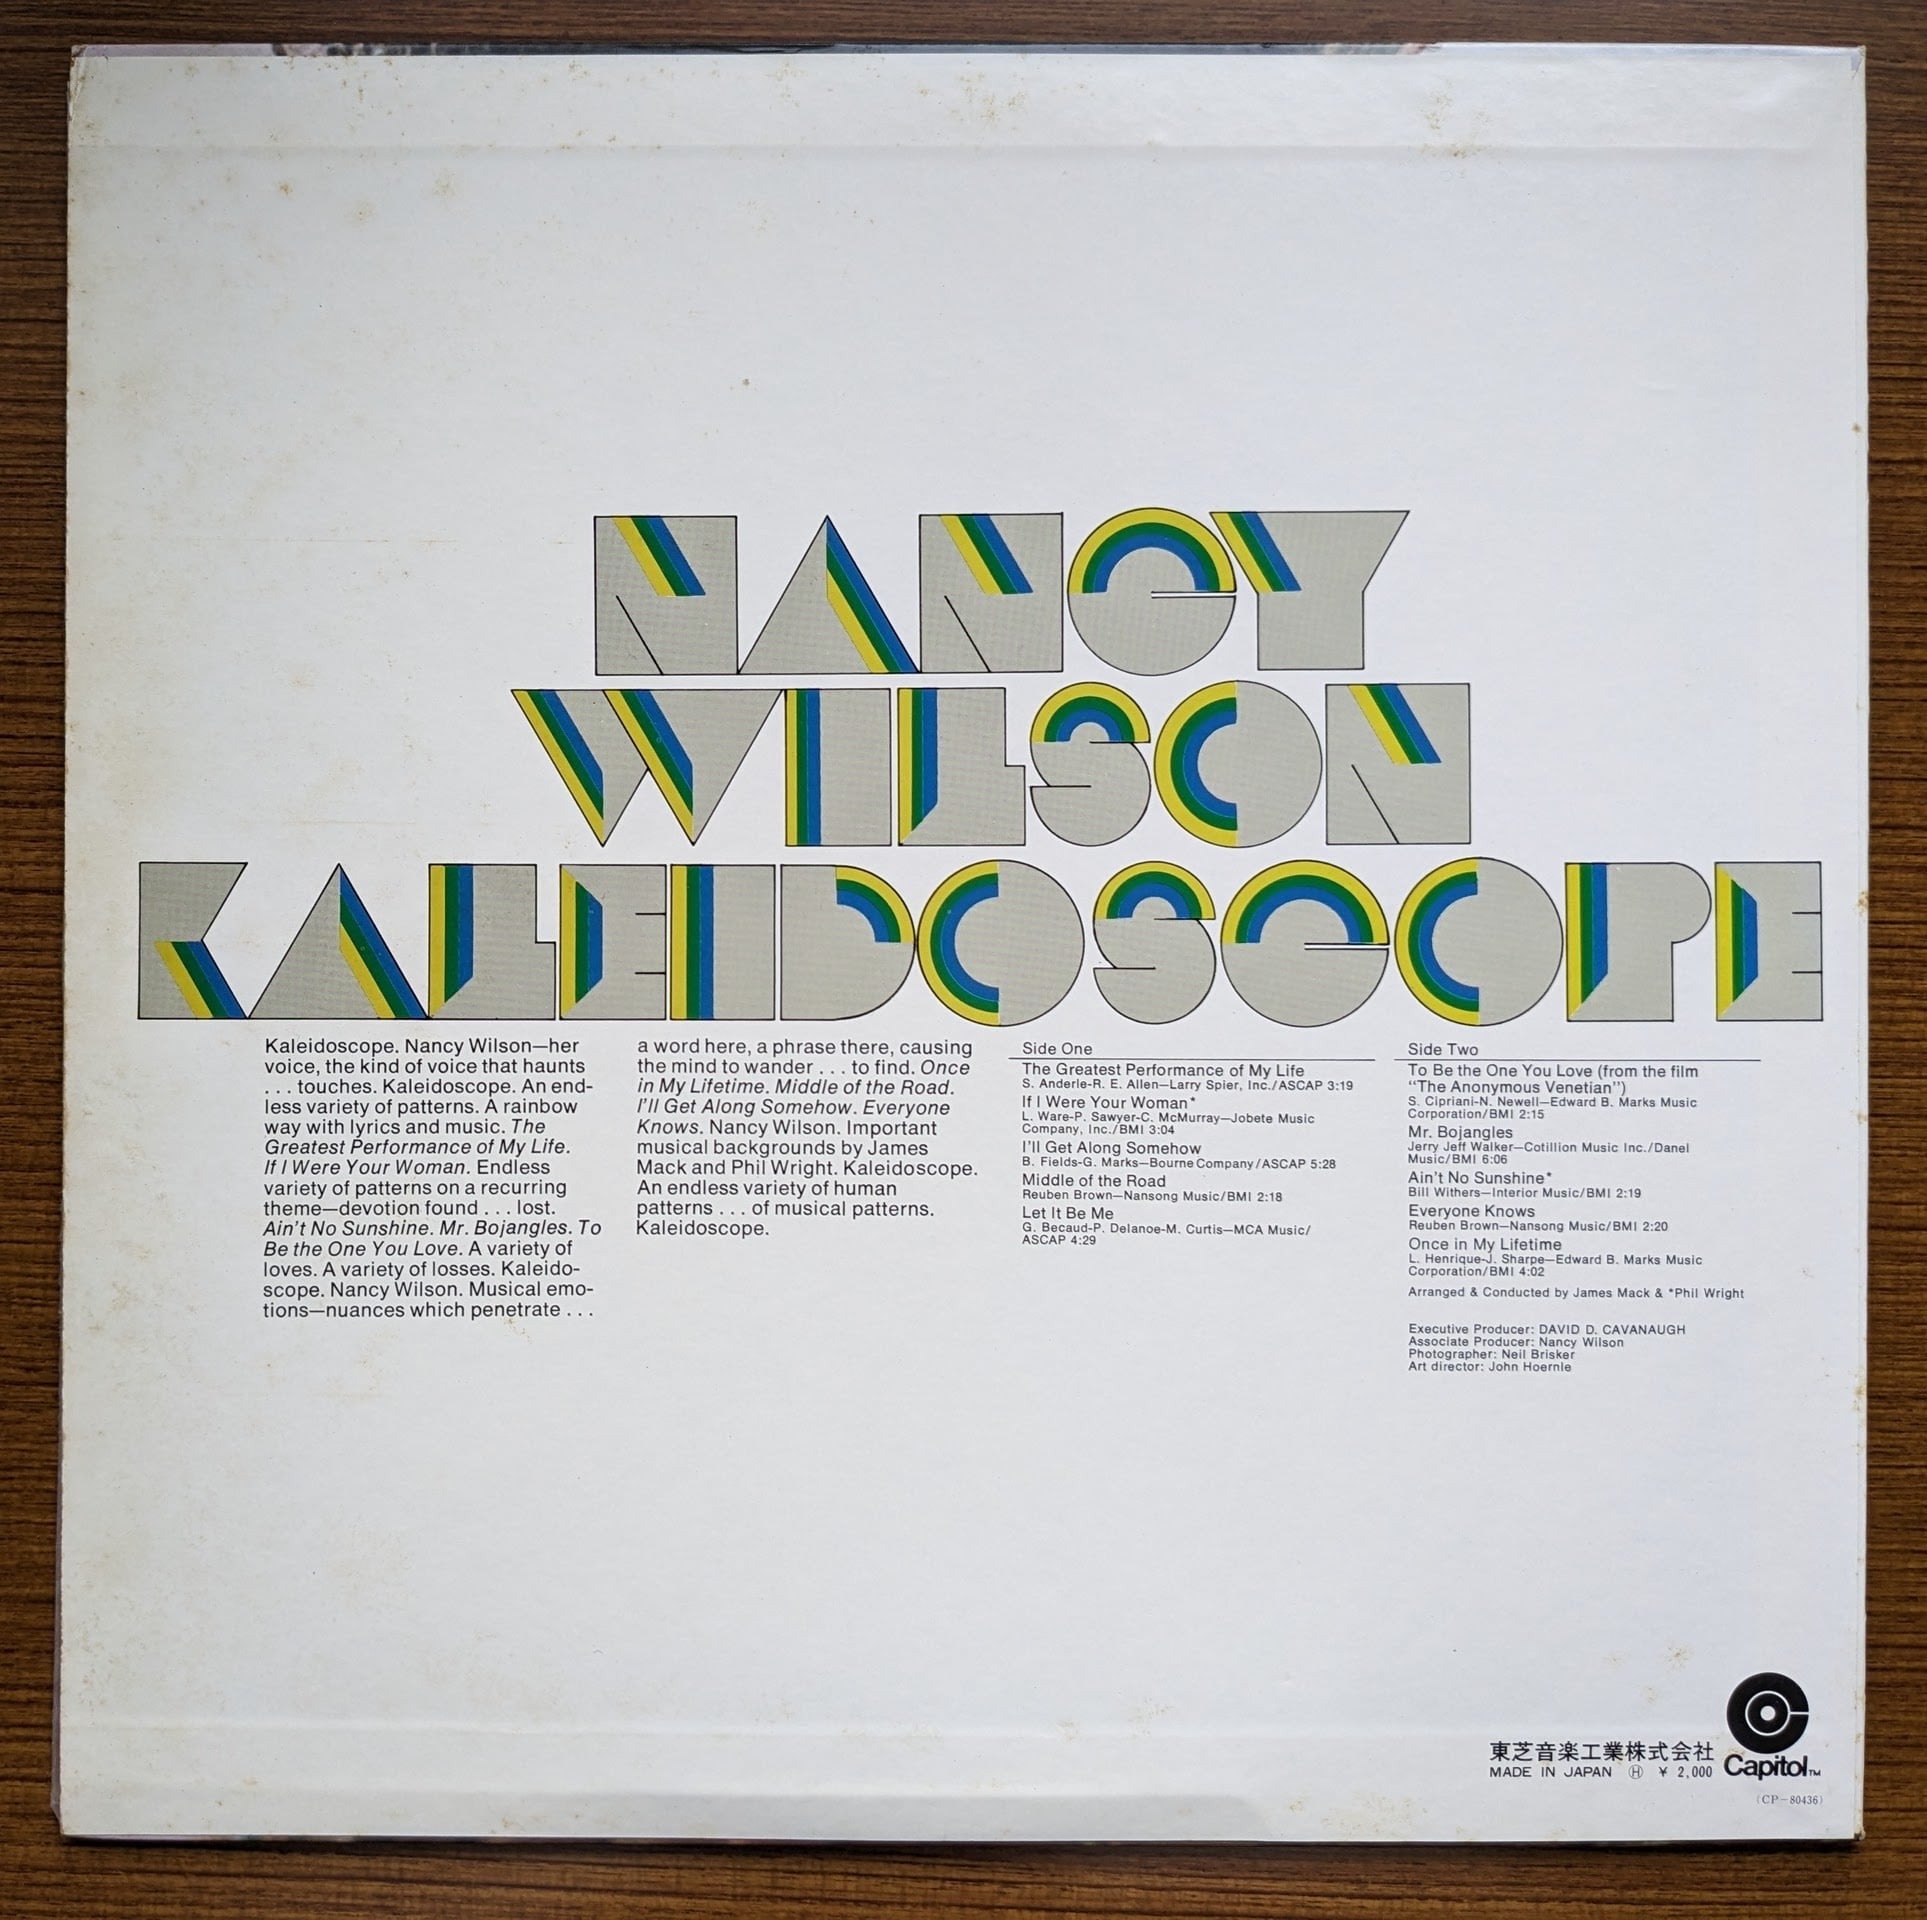 NANCY
WILSON
KALEIDOSCOPE
Kaleidoscope. Nancy Wilson—her
voice, the kind of voice that haunts
. . . touches. Kaleidoscope. An end-
less variety of patterns. A rainbow
way with lyrics and music. The
Greatest Performance of My Life.
If I Were Your Woman. Endless
variety of patterns on a recurring
theme—devotion found . . . lost.
Ain't No Sunshine. Mr. Bojangles. To
Be the One You Love. A variety of
loves. A variety of losses. Kaleido-
scope. Nancy Wilson. Musical emo-
tions—nuances which penetrate . . .
a word here, a phrase there, causing
the mind to wander . . . to find. Once
in My Lifetime. Middle of the Road.
I'll Get Along Somehow. Everyone
Knows. Nancy Wilson. Important
musical backgrounds by James
Mack and Phil Wright. Kaleidoscope.
An endless variety of human
patterns . . . of musical patterns.
Kaleidoscope.
Side One
The Greatest Performance of My Life
S. Anderle-R. E. Allen—Larry Spier, Inc./ASCAP 3:19
If I Were Your Woman*
L. Ware-P. Sawyer-C. McMurray—Jobete Music
Company, Inc./BMI 3:04
I'll Get Along Somehow
B. Fields-G. Marks—Bourne Company/ASCAP 5:28
Middle of the Road
Reuben Brown—Nansong Music/BMI 2:18
Let It Be Me
G. Becaud-P. Delanoe-M. Curtis—MCA Music/
ASCAP 4:29
Side Two
To Be the One You Love (from the film
"The Anonymous Venetian")
S. Cipriani-N. Newell—Edward B. Marks Music
Corporation/BMI 2:15
Mr. Bojangles
Jerry Jeff Walker—Cotillion Music Inc./Danel
Music/BMI 6:06
Ain't No Sunshine*
Bill Withers—Interior Music/BMI 2:19
Everyone Knows
Reuben Brown—Nansong Music/BMI 2:20
Once in My Lifetime
L. Henrique-J. Sharpe—Edward B. Marks Music
Corporation/BMI 4:02
Arranged & Conducted by James Mack & *Phil Wright
Executive Producer: DAVID D. CAVANAUGH
Associate Producer: Nancy Wilson
Photographer: Neil Brisker
Art director: John Hoernle
東芝音楽工業株式会社
MADE IN JAPAN Ⓗ ¥ 2,000
Capitol TM
(CP-80436)